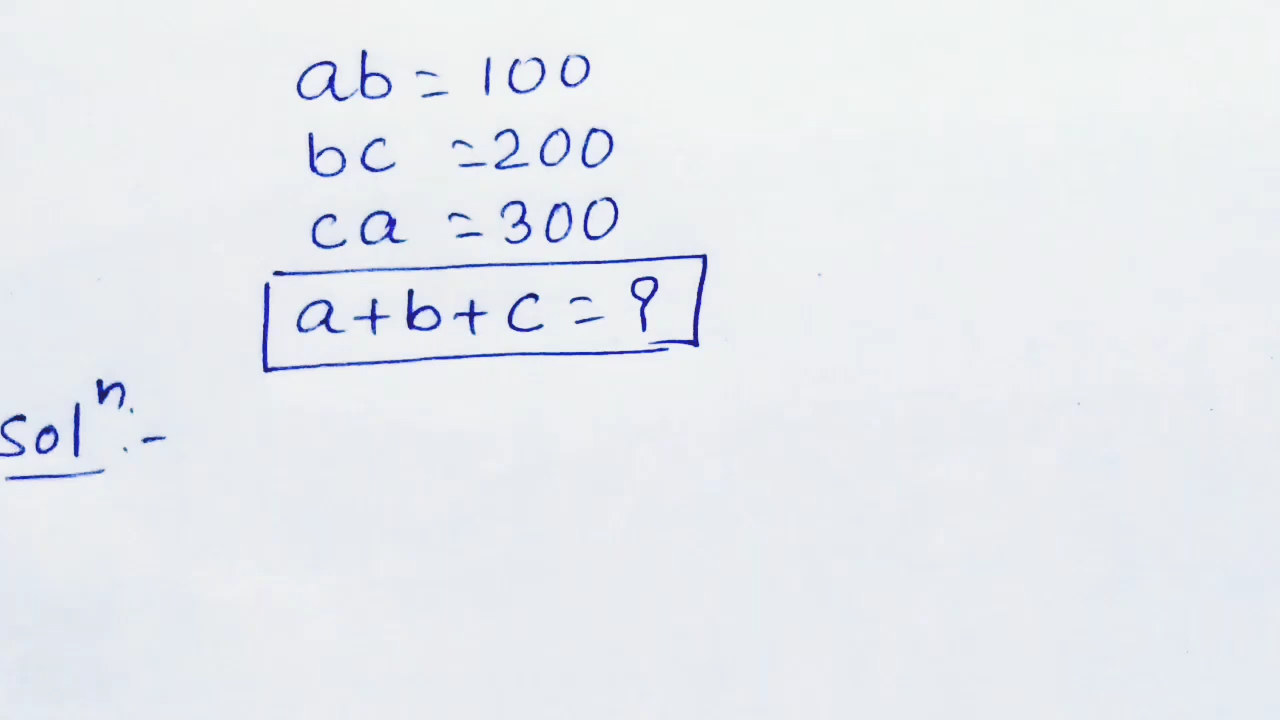 ab = 100
bc = 200
ca = 300
a + b + c = ?
Solⁿ. :-